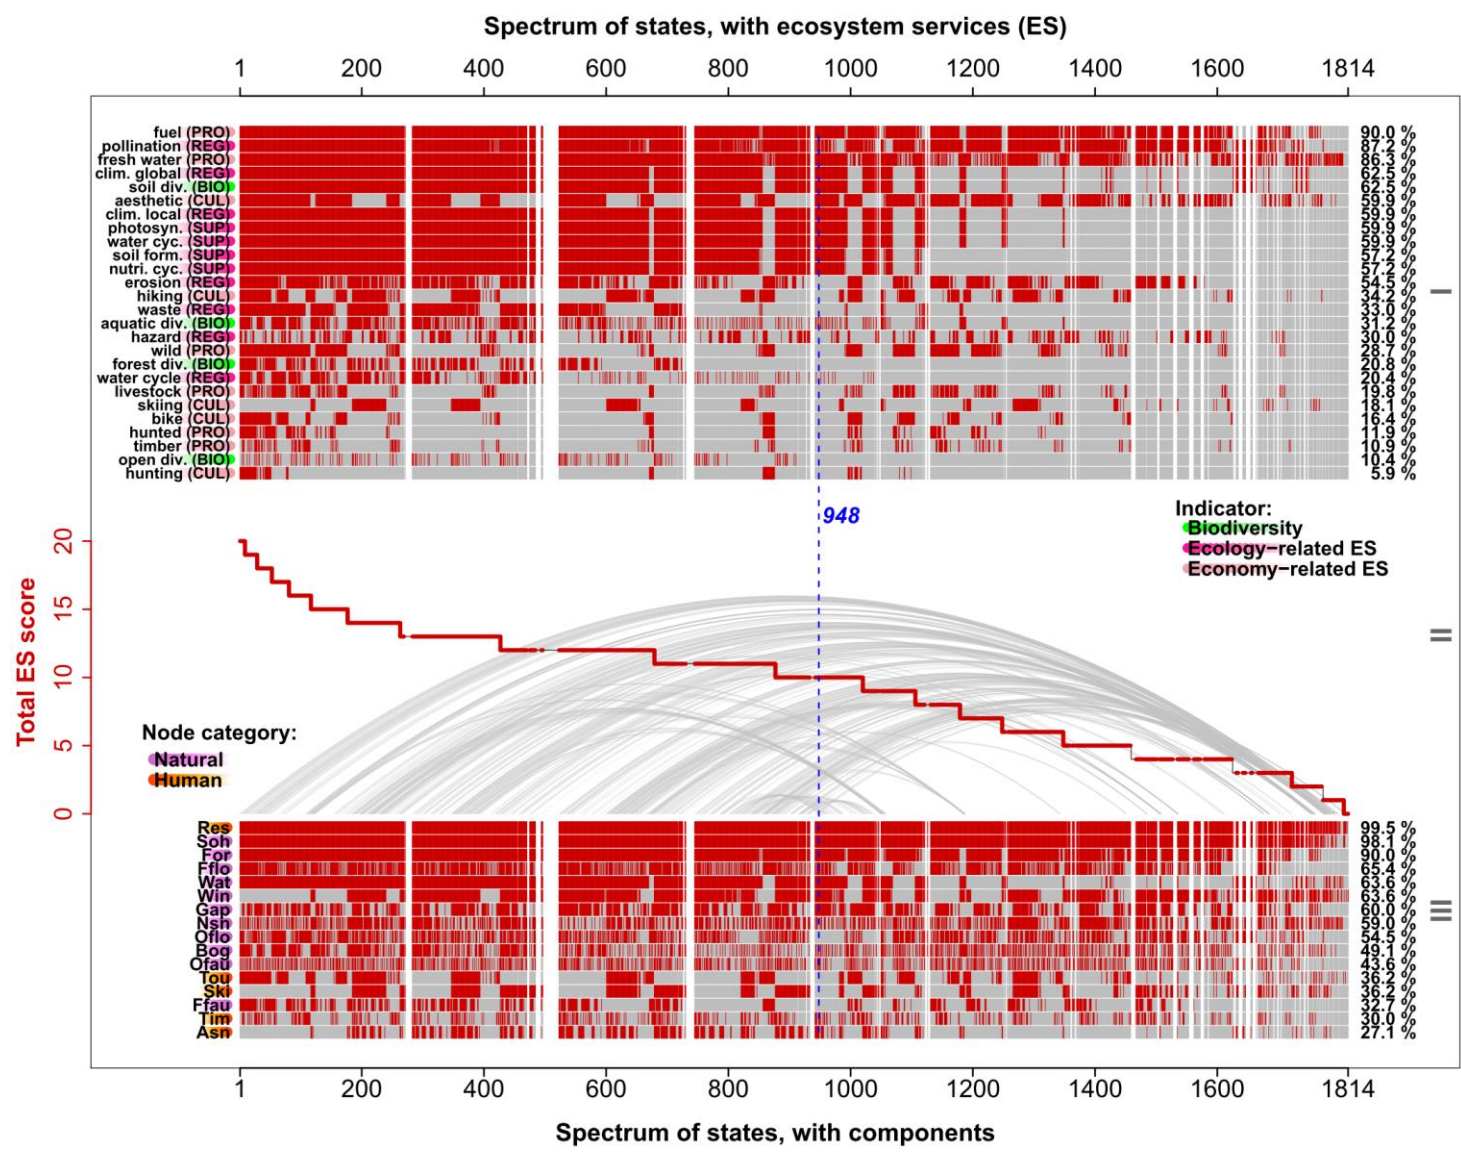 Spectrum of states, with ecosystem services (ES)
1 200 400 600 800 1000 1200 1400 1600 1814
fuel (PRO) 90.0 %
pollination (REG) 87.2 %
fresh water (PRO) 86.3 %
clim. global (REG) 62.5 %
soil div. (BIO) 62.5 %
aesthetic (CUL) 59.9 %
clim. local (REG) 59.9 %
photosyn. (SUP) 59.9 %
water cyc. (SUP) 59.9 %
soil form. (SUP) 57.2 %
nutri. cyc. (SUP) 57.2 %
erosion (REG) 54.5 %
hiking (CUL) 34.2 %
waste (REG) 33.0 %
aquatic div. (BIO) 31.2 %
hazard (REG) 30.0 %
wild (PRO) 28.7 %
forest div. (BIO) 20.8 %
water cycle (REG) 20.4 %
livestock (PRO) 19.8 %
skiing (CUL) 18.1 %
bike (CUL) 16.4 %
hunted (PRO) 11.9 %
timber (PRO) 10.9 %
open div. (BIO) 10.4 %
hunting (CUL) 5.9 %
I
948
Indicator:
Biodiversity
Ecology−related ES
Economy−related ES
Total ES score
20
15
10
5
0
II
Node category:
Natural
Human
Res 99.5 %
Soh 98.1 %
For 90.0 %
Fflo 65.4 %
Wat 63.6 %
Win 63.6 %
Gap 60.0 %
Nsn 59.0 %
Oflo 54.5 %
Bog 49.1 %
Ofau 43.6 %
Tou 36.2 %
Ski 35.2 %
Ffau 32.7 %
Tim 30.0 %
Asn 27.1 %
III
1 200 400 600 800 1000 1200 1400 1600 1814
Spectrum of states, with components